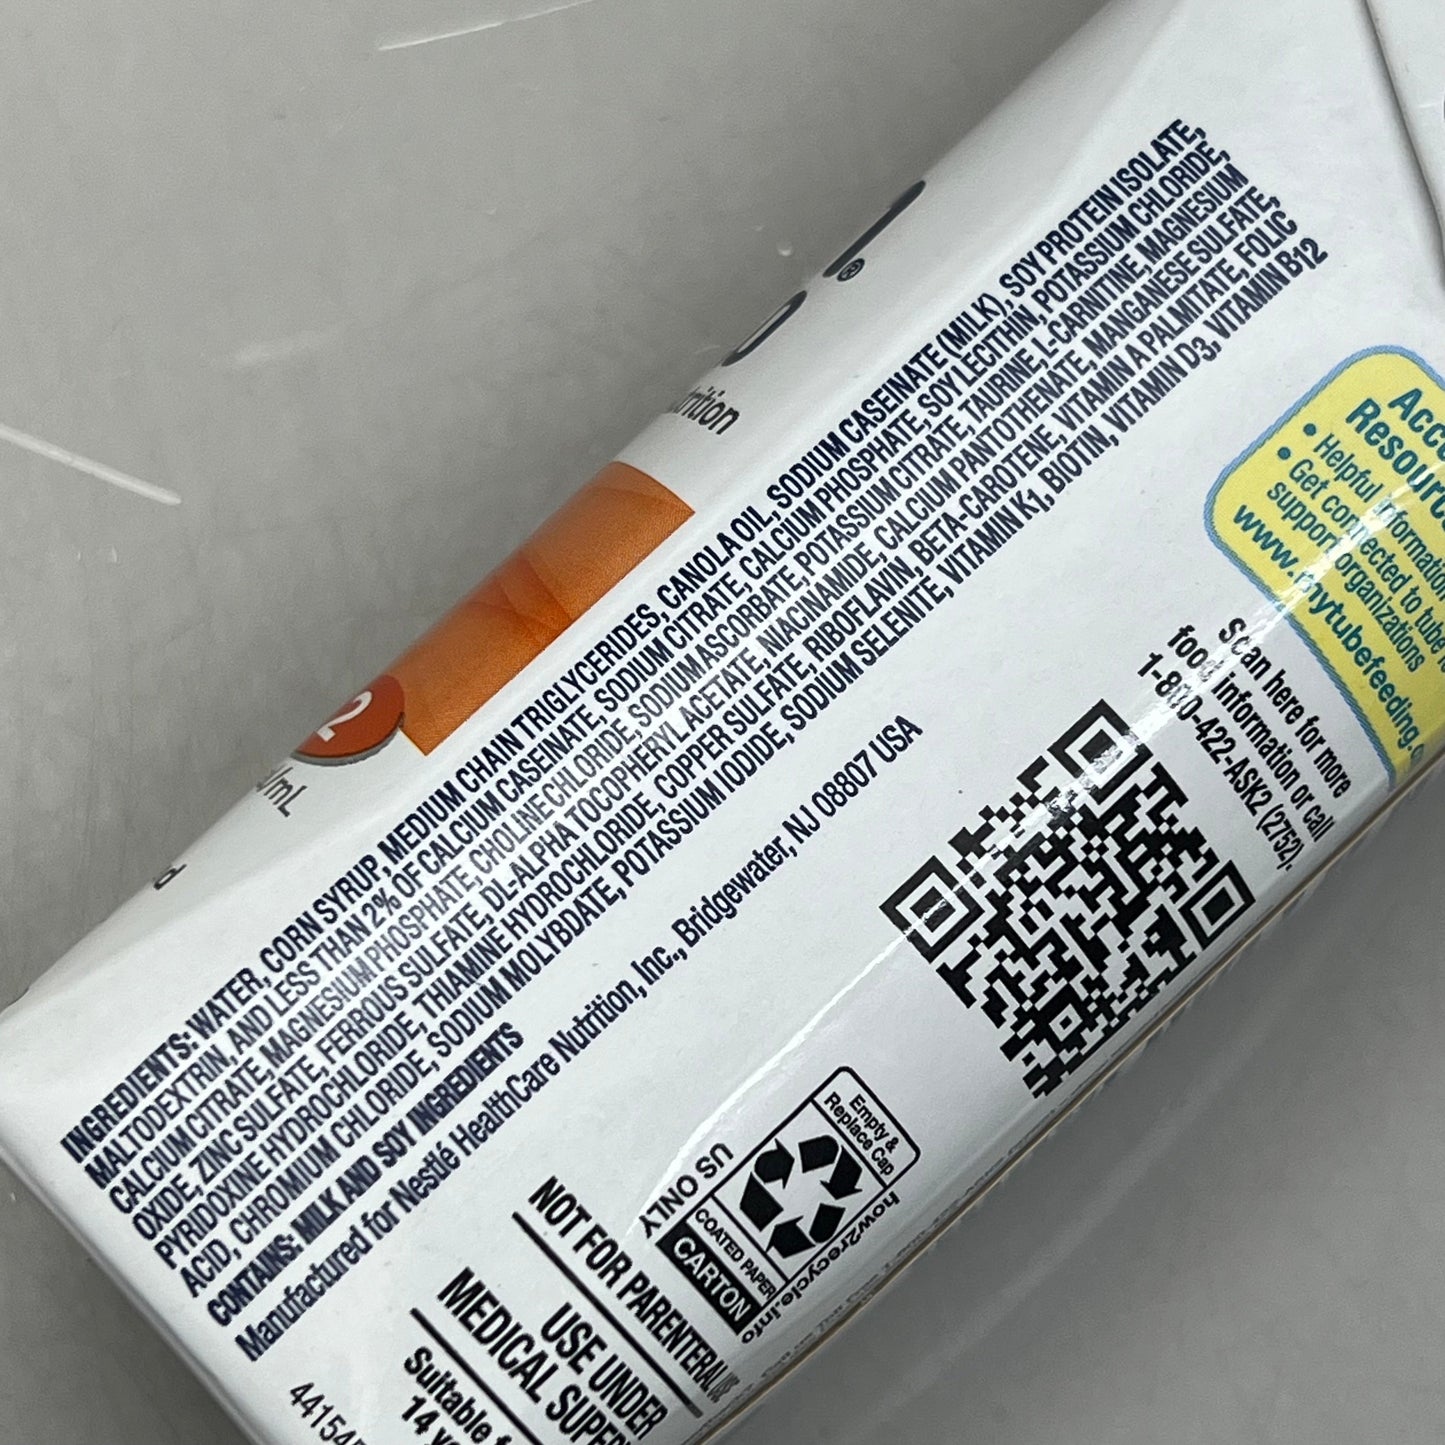 ®
2
INGREDIENTS: WATER, CORN SYRUP, MEDIUM CHAIN TRIGLYCERIDES, CANOLA OIL, SODIUM CASEINATE (MILK), SOY PROTEIN ISOLATE,
MALTODEXTRIN, AND LESS THAN 2% OF CALCIUM CASEINATE, SODIUM CITRATE, CALCIUM PHOSPHATE, SOY LECITHIN, POTASSIUM CHLORIDE,
CALCIUM CITRATE, MAGNESIUM PHOSPHATE, CHOLINE CHLORIDE, SODIUM ASCORBATE, POTASSIUM CITRATE, TAURINE, L-CARNITINE, MAGNESIUM
OXIDE, ZINC SULFATE, FERROUS SULFATE, DL-ALPHA TOCOPHERYL ACETATE, NIACINAMIDE, CALCIUM PANTOTHENATE, MANGANESE SULFATE,
PYRIDOXINE HYDROCHLORIDE, THIAMINE HYDROCHLORIDE, COPPER SULFATE, RIBOFLAVIN, BETA-CAROTENE, VITAMIN A PALMITATE, FOLIC
ACID, CHROMIUM CHLORIDE, SODIUM MOLYBDATE, POTASSIUM IODIDE, SODIUM SELENITE, VITAMIN K1, BIOTIN, VITAMIN D3, VITAMIN B12
CONTAINS: MILK AND SOY INGREDIENTS
Manufactured for Nestlé HealthCare Nutrition, Inc., Bridgewater, NJ 08807 USA
• Helpful
• Get connected to
support organizations
Scan here for more
food information or call
1-800-422-ASK2 (2752).
Empty &
Replace Cap
COATED PAPER
CARTON
US ONLY
how2recycle.info
NOT FOR PARENTERAL USE
USE UNDER
MEDICAL
Suitable
14